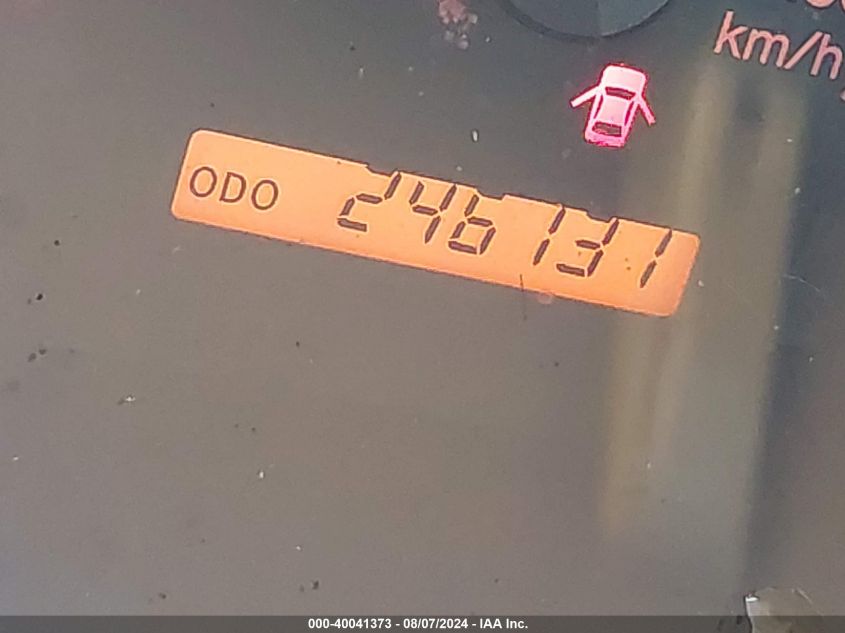 km/h
ODO 246131
000-40041373 - 08/07/2024 - IAA Inc.